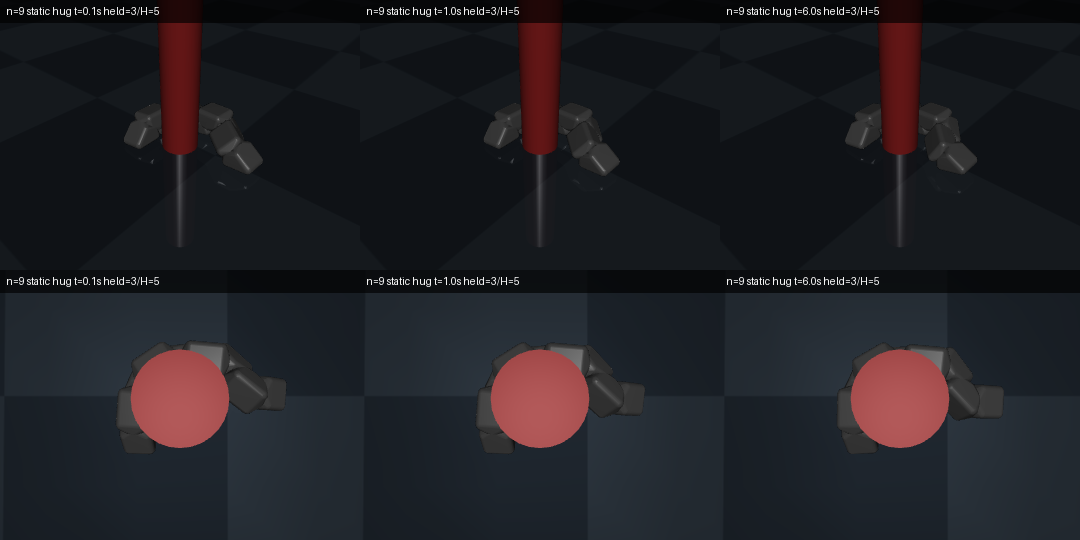 n=9 static hug t=0.1s held=3/H=5
n=9 static hug t=1.0s held=3/H=5
n=9 static hug t=6.0s held=3/H=5
n=9 static hug t=0.1s held=3/H=5
n=9 static hug t=1.0s held=3/H=5
n=9 static hug t=6.0s held=3/H=5